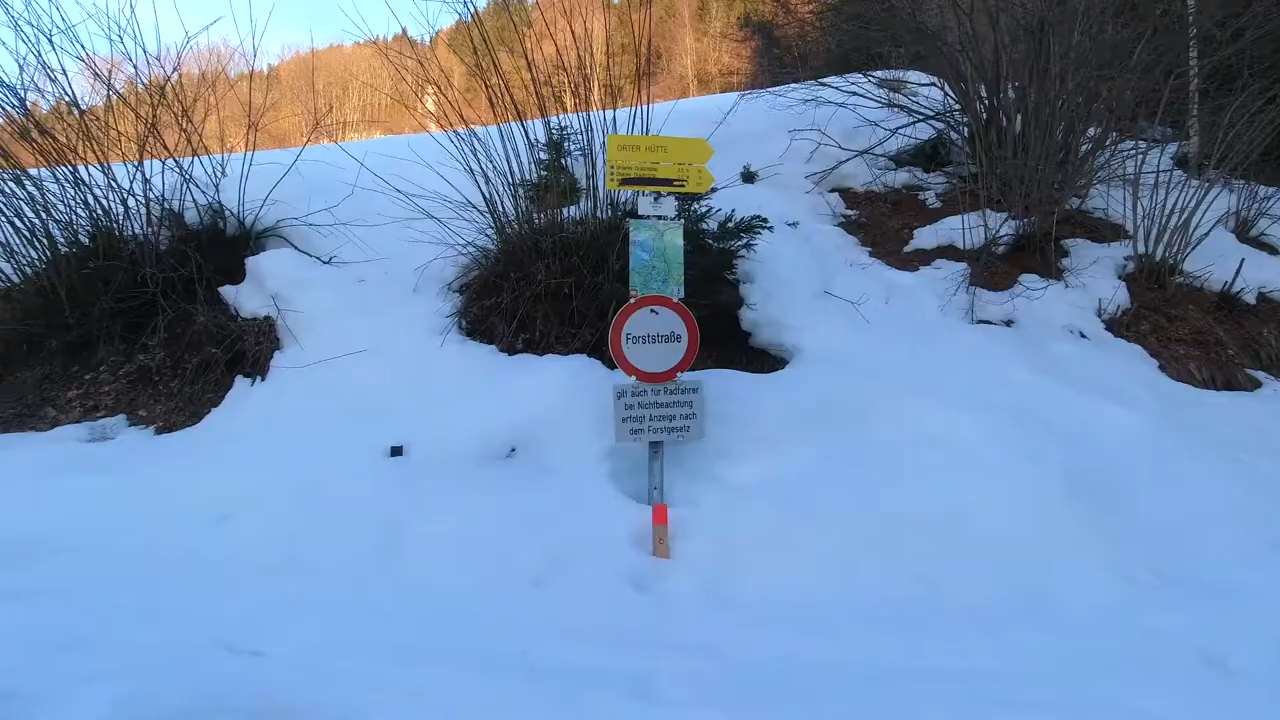 ORTER HÜTTE
Forststraße
gilt auch für Radfahrer
bei Nichtbeachtung
erfolgt Anzeige nach
dem Forstgesetz